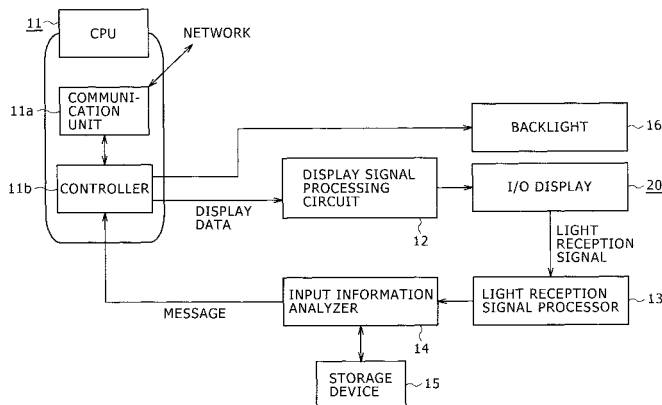 11
CPU
NETWORK
11a
COMMUNI-
CATION
UNIT
11b
CONTROLLER
BACKLIGHT
16
DISPLAY SIGNAL
PROCESSING
CIRCUIT
12
I/O DISPLAY
20
DISPLAY
DATA
LIGHT
RECEPTION
SIGNAL
MESSAGE
INPUT INFORMATION
ANALYZER
14
LIGHT RECEPTION
SIGNAL PROCESSOR
13
STORAGE
DEVICE
15